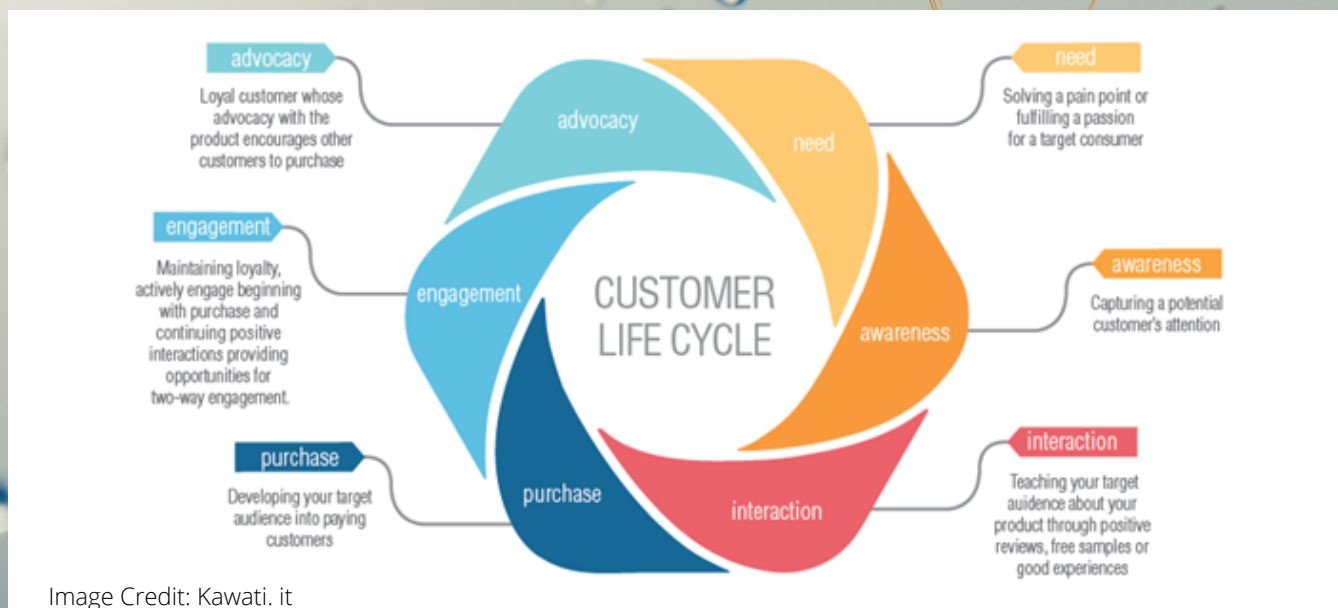 advocacy
Loyal customer whose
advocacy with the
product encourages other
customers to purchase
engagement
Maintaining loyalty,
actively engage beginning
with purchase and
continuing positive
interactions providing
opportunities for
two-way engagement.
purchase
Developing your target
audience into paying
customers
advocacy
need
engagement
CUSTOMER
LIFE CYCLE
awareness
purchase
interaction
need
Solving a pain point or
fulfilling a passion
for a target consumer
awareness
Capturing a potential
customer's attention
interaction
Teaching your target
auidence about your
product through positive
reviews, free samples or
good experiences
Image Credit: Kawati. it